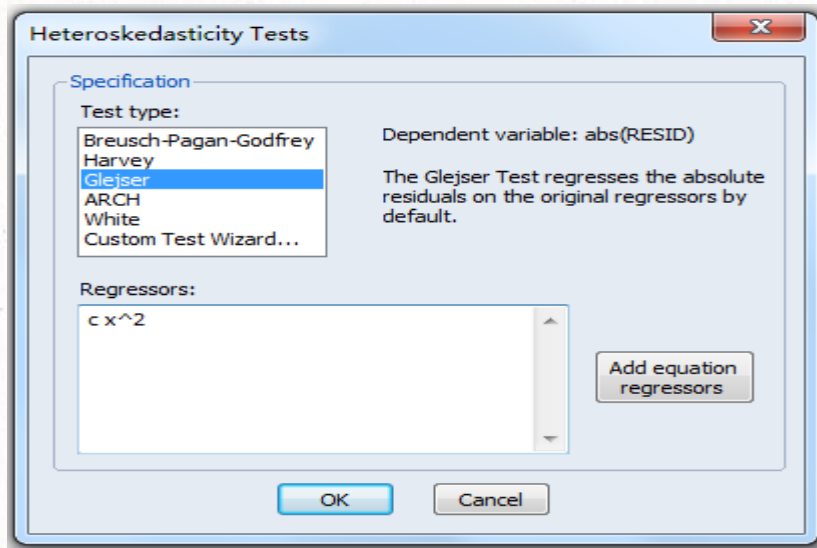 Heteroskedasticity Tests
Specification
Test type:
Breusch-Pagan-Godfrey
Harvey
Glejser
ARCH
White
Custom Test Wizard...
Dependent variable: abs(RESID)
The Glejser Test regresses the absolute
residuals on the original regressors by
default.
Regressors:
c x^2
Add equation
regressors
OK
Cancel